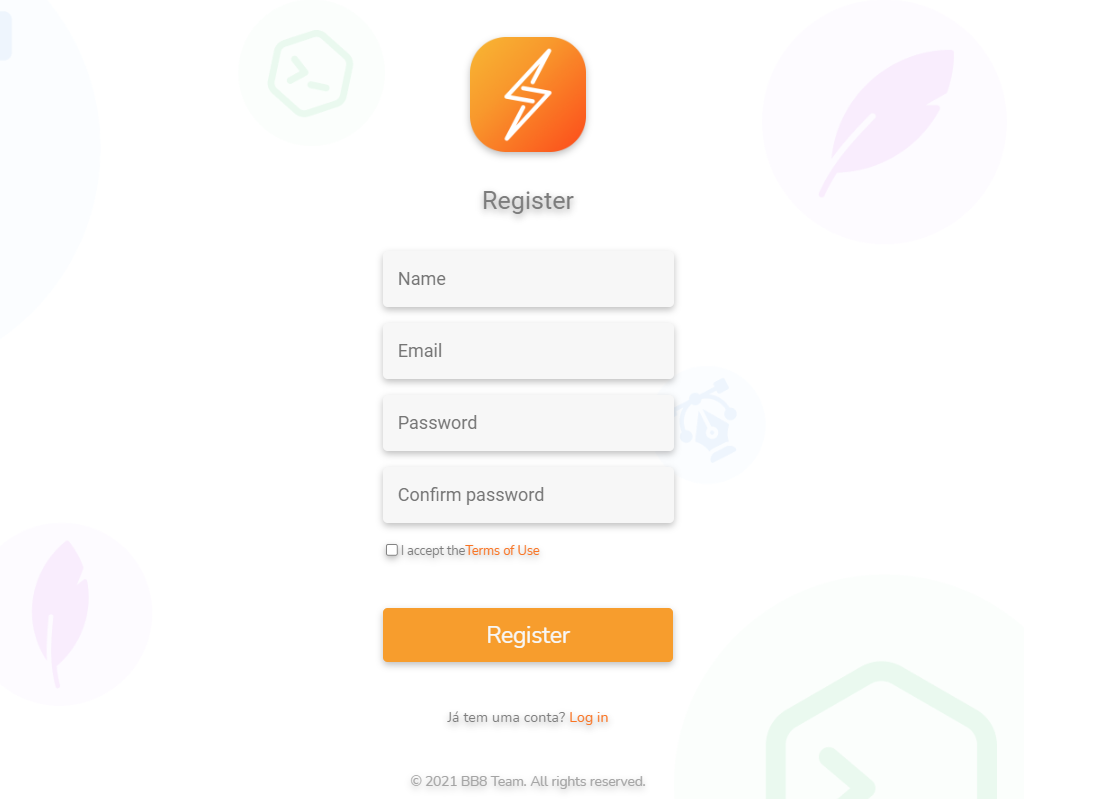 Register
Name
Email
Password
Confirm password
I accept theTerms of Use
Register
Já tem uma conta? Log in
© 2021 BB8 Team. All rights reserved.